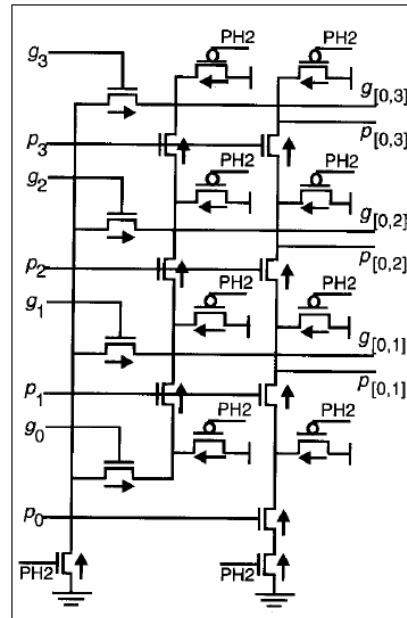 PH2 PH2
g3
g[0,3]
p[0,3]
p3
PH2 PH2
g2
g[0,2]
p[0,2]
p2
PH2 PH2
g1
g[0,1]
p[0,1]
p1
PH2 PH2
g0
p0
PH2 PH2